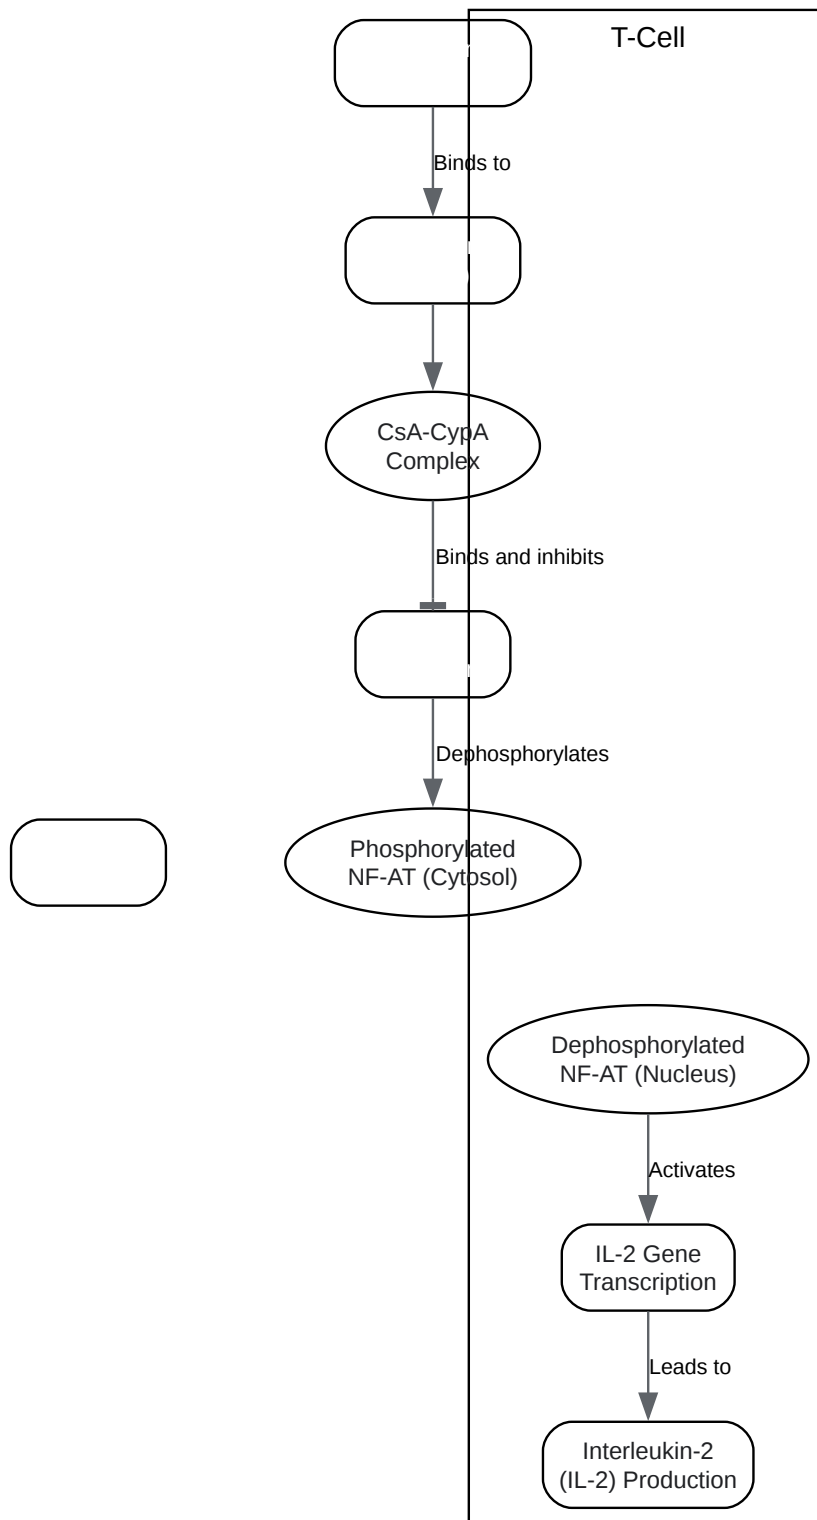 T-Cell
Binds to
CsA-CypA
Complex
Binds and inhibits
Dephosphorylates
Phosphorylated
NF-AT (Cytosol)
Dephosphorylated
NF-AT (Nucleus)
Activates
IL-2 Gene
Transcription
Leads to
Interleukin-2
(IL-2) Production